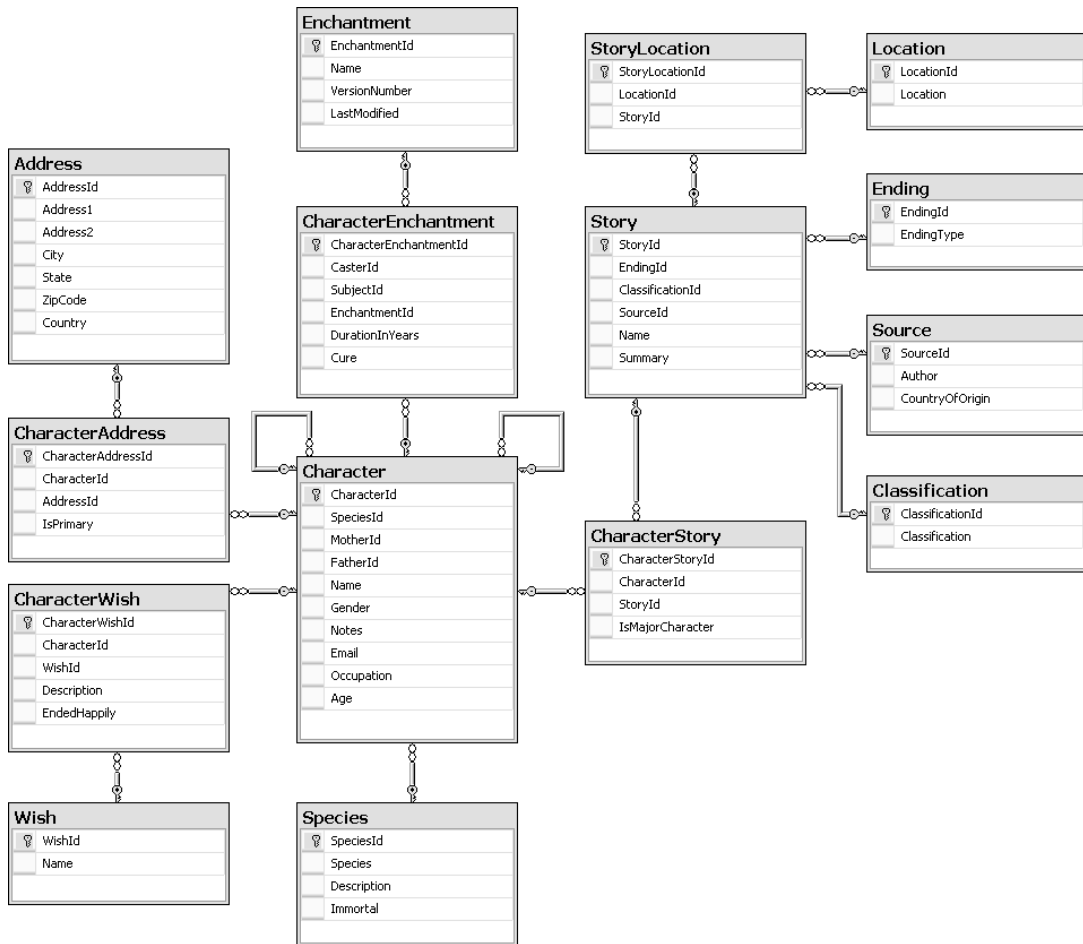 Enchantment
EnchantmentId
Name
VersionNumber
LastModified
StoryLocation
StoryLocationId
LocationId
StoryId
Location
LocationId
Location
Address
AddressId
Address1
Address2
City
State
ZipCode
Country
CharacterEnchantment
CharacterEnchantmentId
CasterId
SubjectId
EnchantmentId
DurationInYears
Cure
Story
StoryId
EndingId
ClassificationId
SourceId
Name
Summary
Ending
EndingId
EndingType
Source
SourceId
Author
CountryOfOrigin
CharacterAddress
CharacterAddressId
CharacterId
AddressId
IsPrimary
Character
CharacterId
SpeciesId
MotherId
FatherId
Name
Gender
Notes
Email
Occupation
Age
CharacterStory
CharacterStoryId
CharacterId
StoryId
IsMajorCharacter
Classification
ClassificationId
Classification
CharacterWish
CharacterWishId
CharacterId
WishId
Description
EndedHappily
Wish
WishId
Name
Species
SpeciesId
Species
Description
Immortal